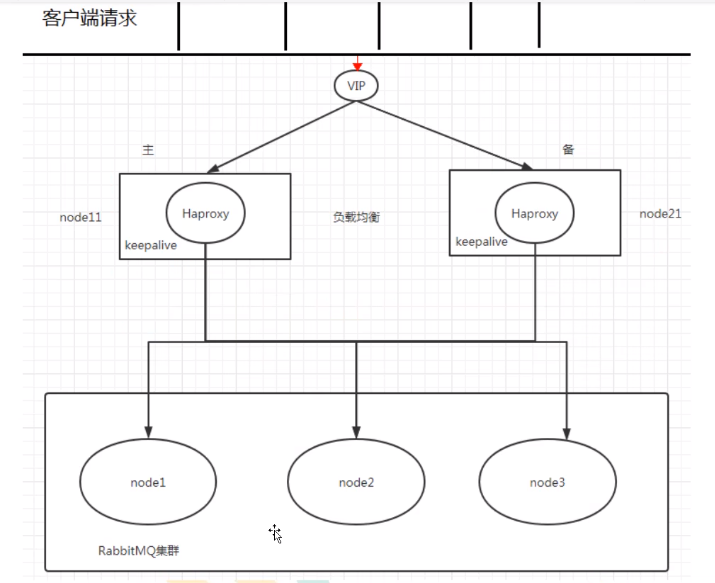 客户端请求
VIP
主
备
node11
Haproxy
keepalive
负载均衡
Haproxy
keepalive
node21
node1
node2
node3
RabbitMQ集群